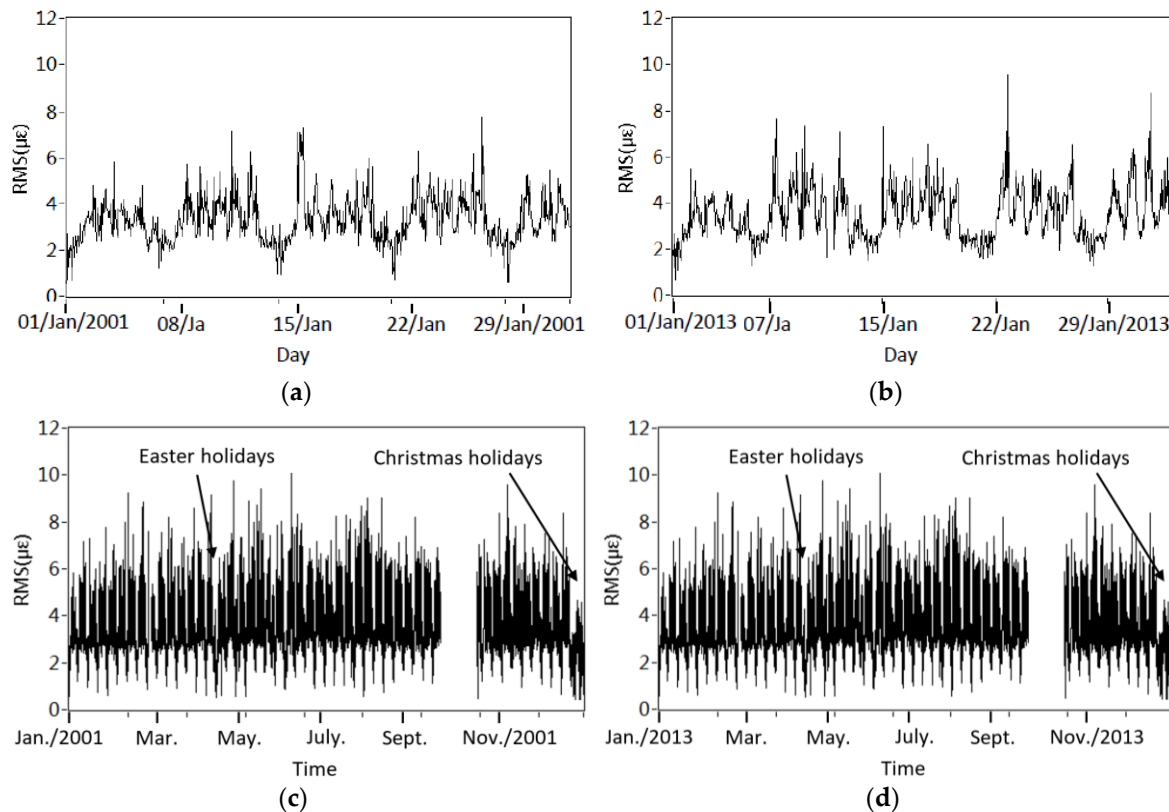 12
10
8
6
4
2
0
RMS(με)
01/Jan/2001 08/Ja 15/Jan 22/Jan 29/Jan/2001
Day
(a)
12
10
8
6
4
2
0
RMS(με)
01/Jan/2013 07/Ja 15/Jan 22/Jan 29/Jan/2013
Day
(b)
12
10
8
6
4
2
0
RMS(με)
Easter holidays Christmas holidays
Jan./2001 Mar. May. July. Sept. Nov./2001
Time
(c)
12
10
8
6
4
2
0
RMS(με)
Easter holidays Christmas holidays
Jan./2013 Mar. May. July. Sept. Nov./2013
Time
(d)